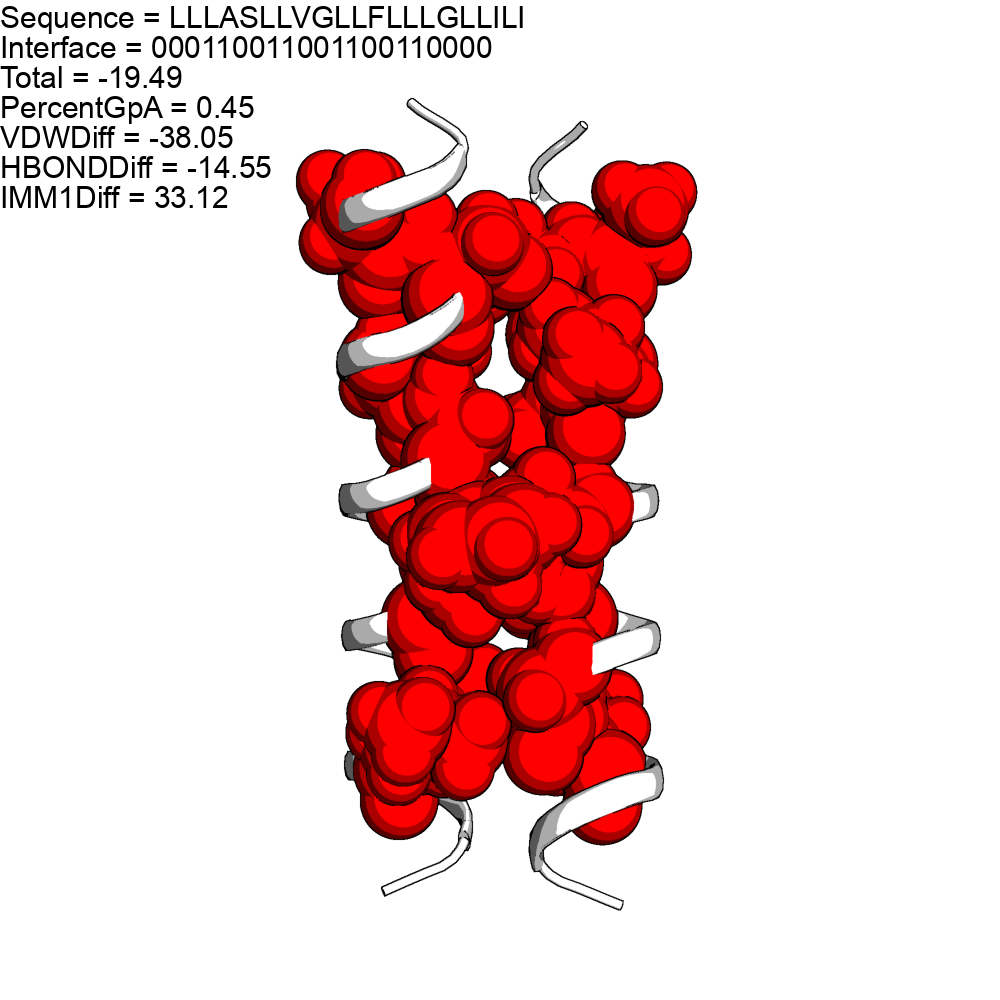 Sequence = LLLASLLVGLLFLLLGLLILI
Interface = 000110011001100110000
Total = -19.49
PercentGpA = 0.45
VDWDiff = -38.05
HBONDDiff = -14.55
IMM1Diff = 33.12